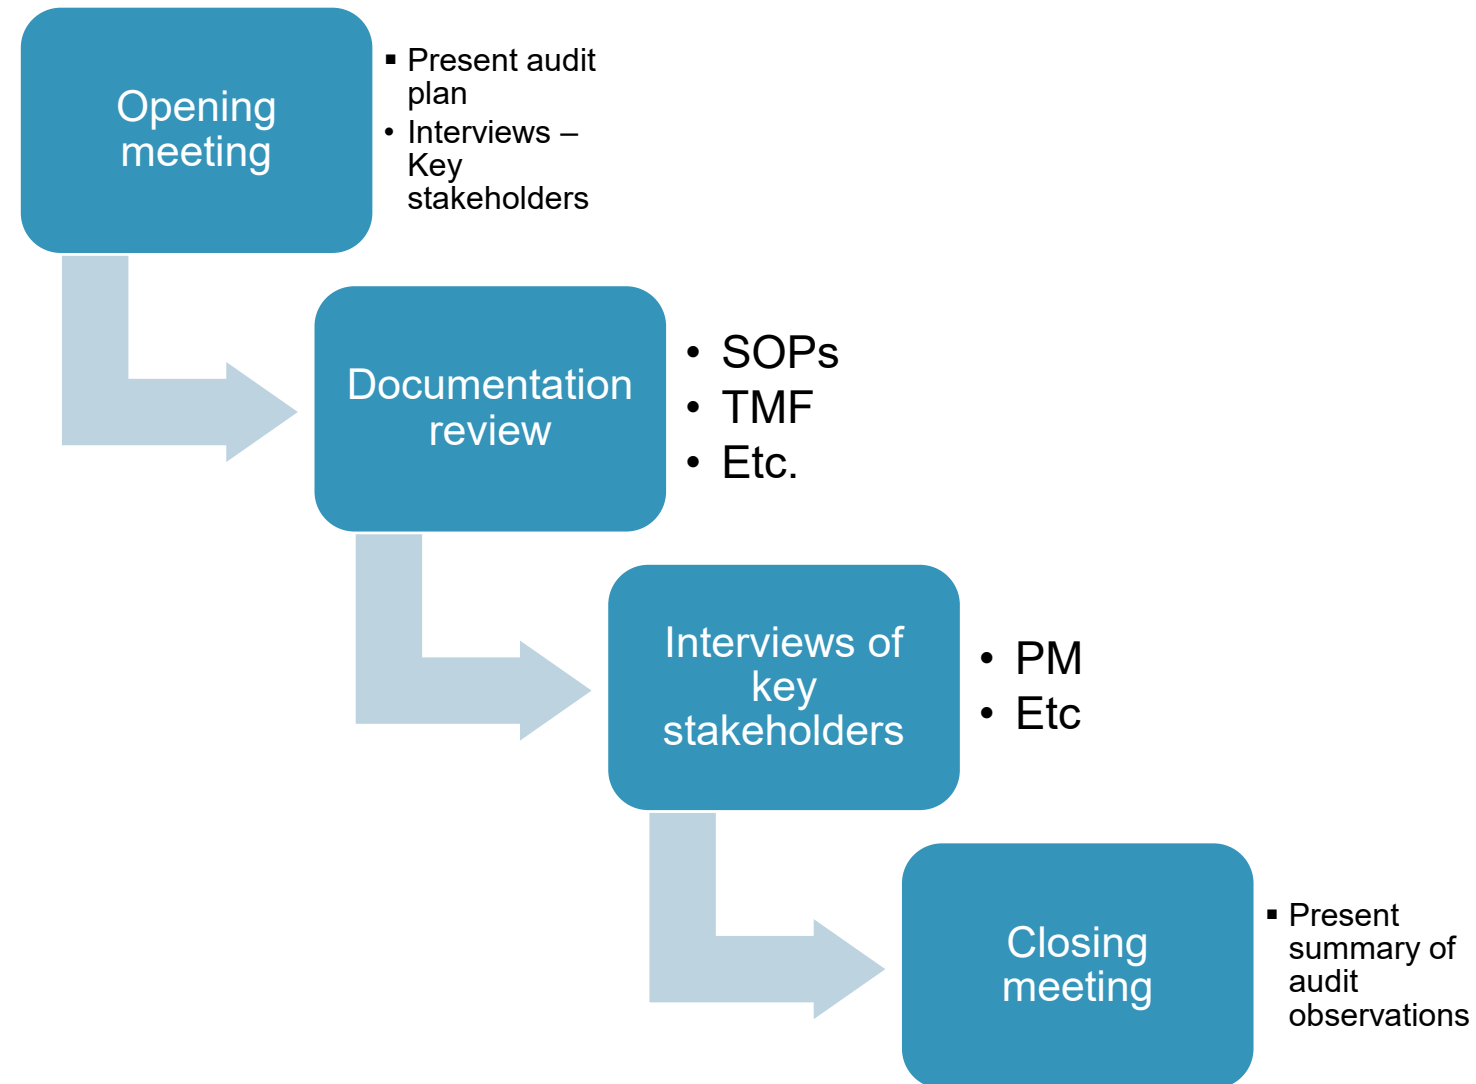 Opening
meeting
▪ Present audit
plan
• Interviews –
Key
stakeholders
Documentation
review
• SOPs
• TMF
• Etc.
Interviews of
key
stakeholders
• PM
• Etc
Closing
meeting
▪ Present
summary of
audit
observations